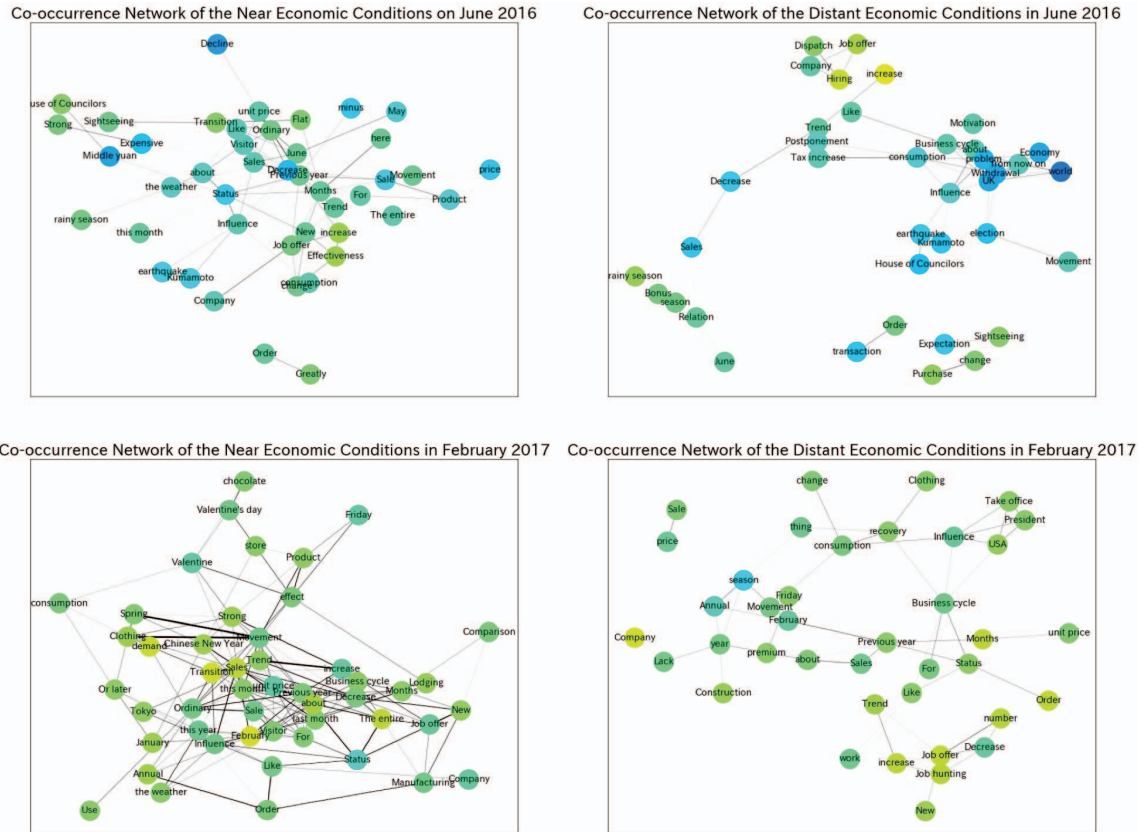 Co-occurrence Network of the Near Economic Conditions on June 2016
Decline
use of Councilors
Strong
Sightseeing
Expensive
Middle yuan
Transition
unit price
Like
Ordinary
Flat
minus
May
Visitor
here
June
Sales
Decrease
Previous year
about
the weather
Status
Months
Sale
Movement
price
For
Product
Trend
The entire
rainy season
this month
Influence
New
increase
Job offer
Effectiveness
earthquake
Kumamoto
consumption
change
Company
Order
Greatly
Co-occurrence Network of the Distant Economic Conditions in June 2016
Dispatch
Job offer
Company
Hiring
increase
Like
Trend
Motivation
Postponement
Business cycle
about
Tax increase
consumption
problem
Economy
from now on
Withdrawal
world
UK
Decrease
Influence
earthquake
Kumamoto
election
Sales
House of Councilors
Movement
rainy season
Bonus
season
Relation
Order
Sightseeing
transaction
Expectation
June
change
Purchase
Co-occurrence Network of the Near Economic Conditions in February 2017
chocolate
Valentine's day
Friday
store
Product
Valentine
effect
consumption
Spring
Strong
Clothing
demand
Chinese New Year
Movement
Comparison
Trend
Sales
Transition
increase
unit price
this month
Business cycle
Lodging
Previous year
Decrease
Months
Or later
about
Tokyo
Ordinary
Sale
last month
The entire
New
Job offer
this year
February
Visitor
For
January
Influence
Status
Like
Annual
the weather
Manufacturing
Company
Use
Order
Co-occurrence Network of the Distant Economic Conditions in February 2017
change
Clothing
Sale
Take office
President
price
thing
recovery
Influence
USA
consumption
season
Annual
Friday
Movement
February
Business cycle
Company
year
Previous year
Months
unit price
Lack
premium
about
Sales
For
Status
Construction
Like
Trend
Order
number
work
increase
Job offer
Decrease
Job hunting
New